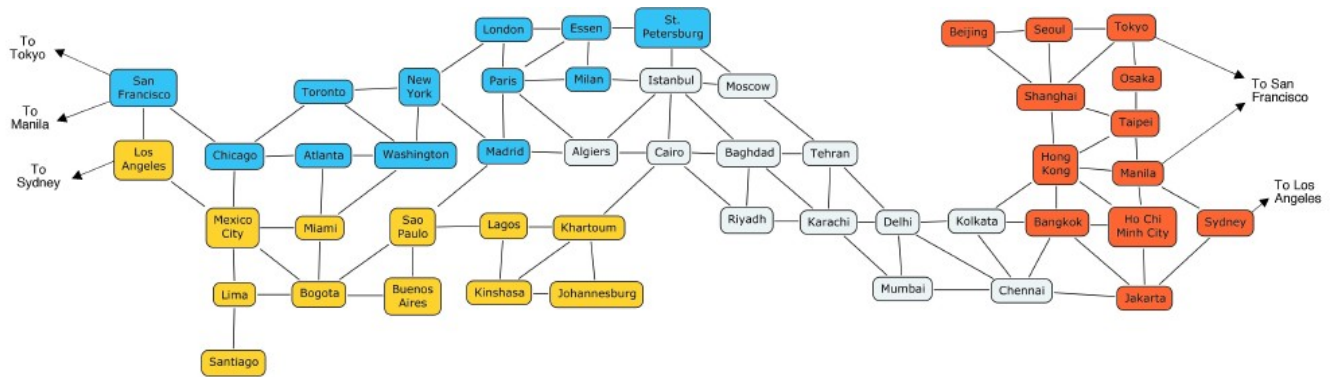 To
Tokyo
To
Manila
To
Sydney
San
Francisco
Los
Angeles
Chicago
Toronto
Atlanta
New
York
Washington
Mexico
City
Miami
Lima
Bogota
Santiago
Sao
Paulo
Buenos
Aires
London
Essen
St.
Petersburg
Paris
Milan
Istanbul
Moscow
Madrid
Algiers
Cairo
Baghdad
Tehran
Lagos
Khartoum
Kinshasa
Johannesburg
Riyadh
Karachi
Delhi
Kolkata
Mumbai
Chennai
Beijing
Seoul
Tokyo
Osaka
Shanghai
Taipei
Hong
Kong
Manila
Bangkok
Ho Chi
Minh City
Sydney
Jakarta
To San
Francisco
To Los
Angeles